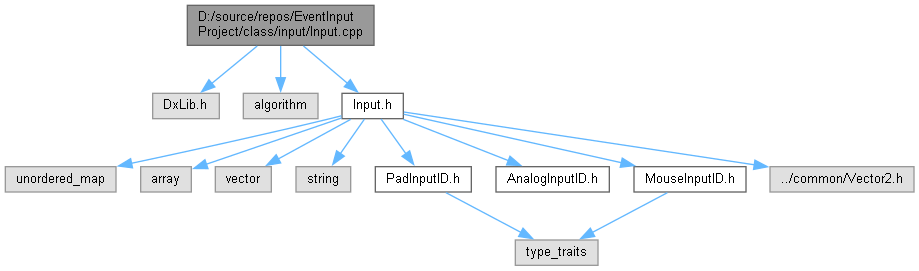 D:/source/repos/EventInput
Project/class/input/Input.cpp
DxLib.h
algorithm
Input.h
unordered_map
array
vector
string
PadInputID.h
AnalogInputID.h
MouseInputID.h
../common/Vector2.h
type_traits